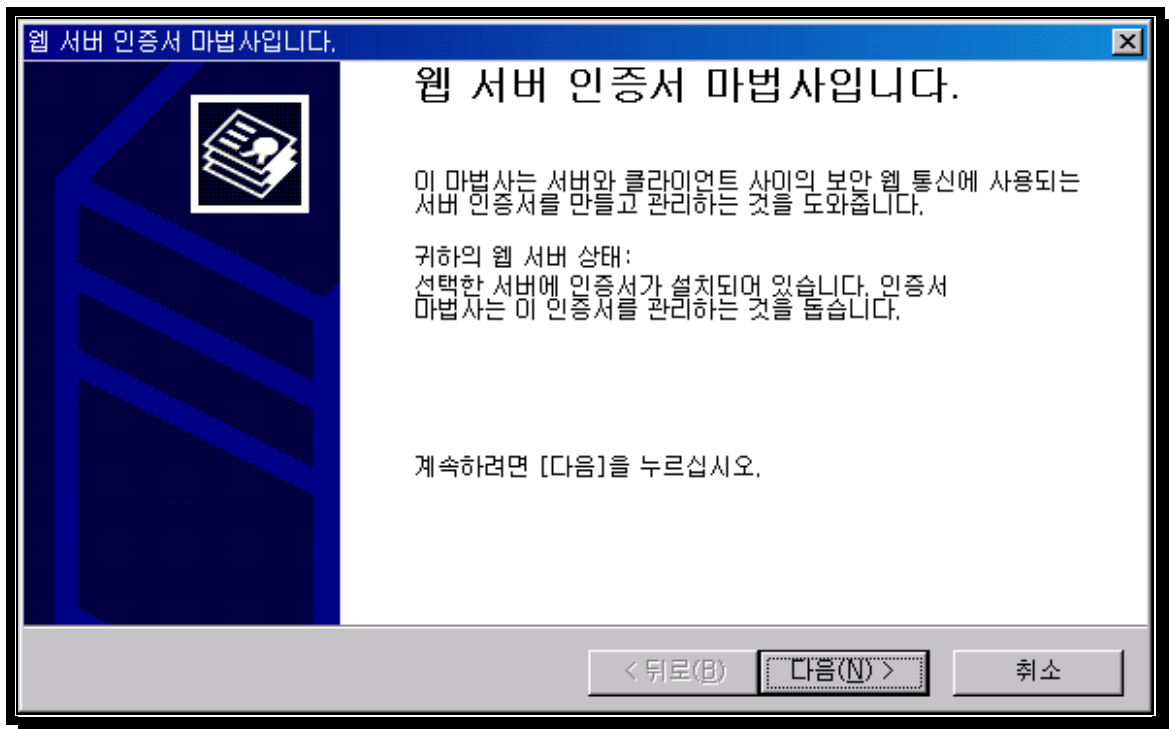 웹 서버 인증서 마법사입니다.
웹 서버 인증서 마법사입니다.
이 마법사는 서버와 클라이언트 사이의 보안 웹 통신에 사용되는
서버 인증서를 만들고 관리하는 것을 도와줍니다.
귀하의 웹 서버 상태:
선택한 서버에 인증서가 설치되어 있습니다. 인증서
마법사는 이 인증서를 관리하는 것을 돕습니다.
계속하려면 [다음]을 누르십시오.
< 뒤로(B) 다음(N) > 취소